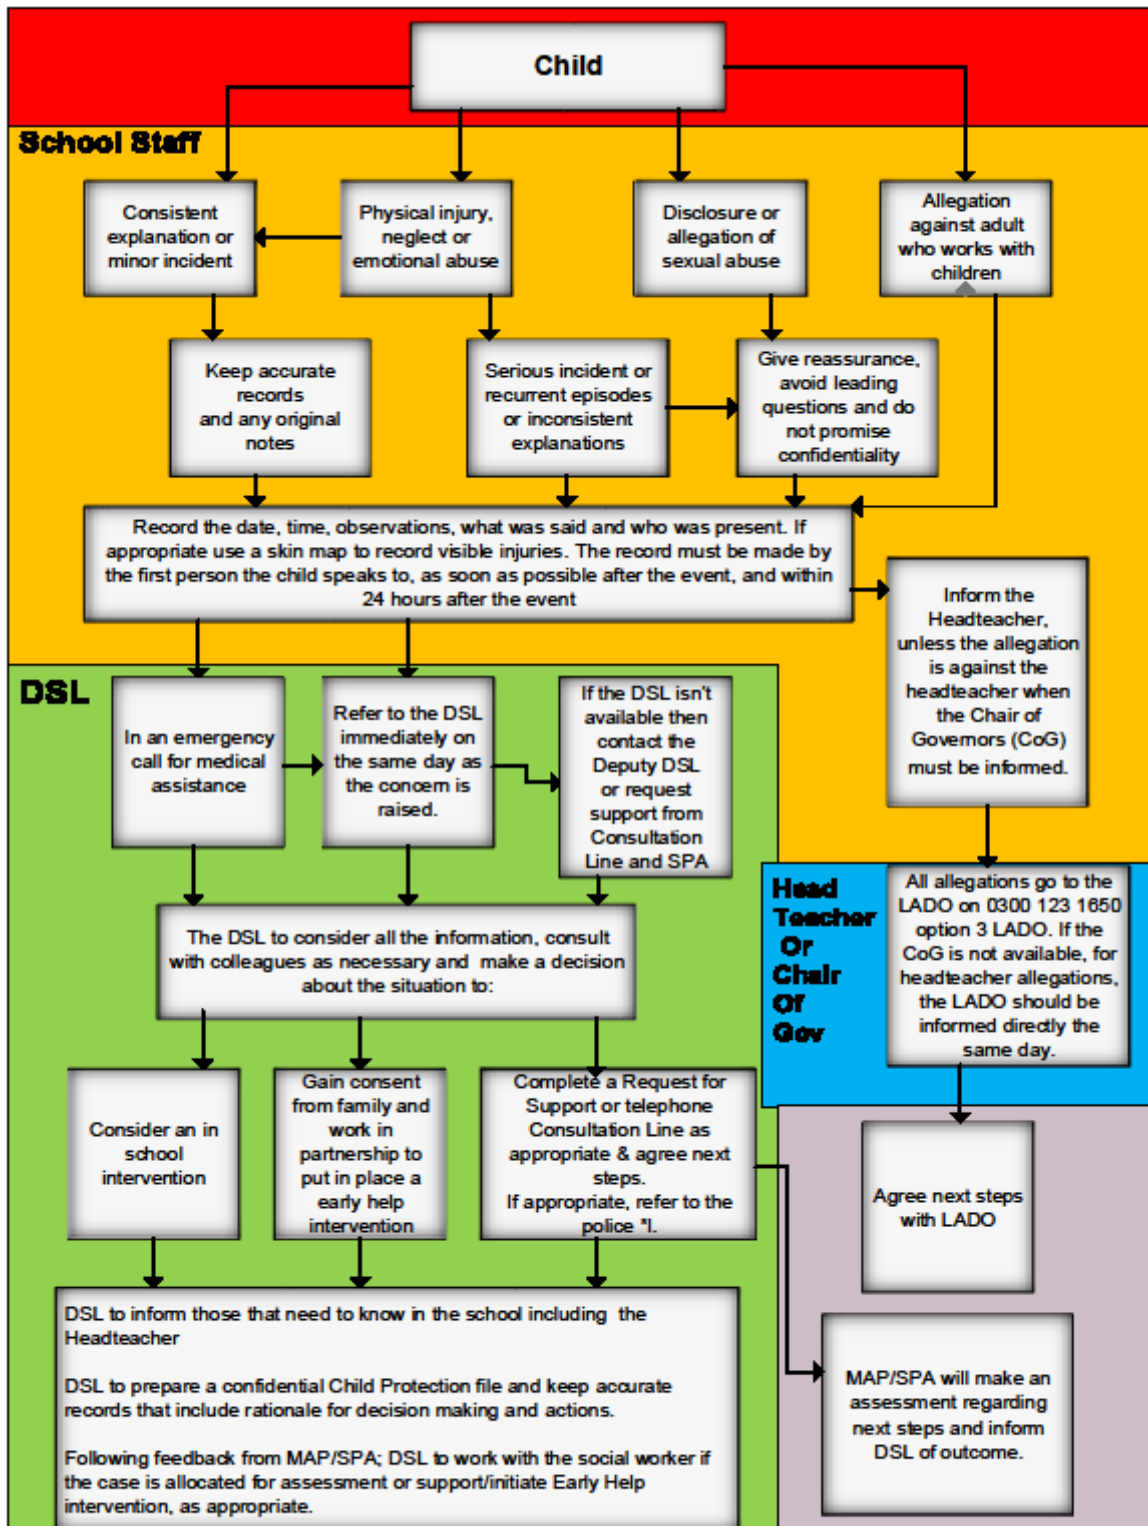 Child
School Staff
Consistent
explanation or
minor incident
Physical injury,
neglect or
emotional abuse
Disclosure or
allegation of
sexual abuse
Allegation
against adult
who works with
children
Keep accurate
records
and any original
notes
Serious incident or
recurrent episodes
or inconsistent
explanations
Give reassurance,
avoid leading
questions and do
not promise
confidentiality
Record the date, time, observations, what was said and who was present. If
appropriate use a skin map to record visible injuries. The record must be made by
the first person the child speaks to, as soon as possible after the event, and within
24 hours after the event
Inform the
Headteacher,
unless the allegation
is against the
headteacher when
the Chair of
Governors (CoG)
must be informed.
DSL
In an emergency
call for medical
assistance
Refer to the DSL
immediately on
the same day as
the concern is
raised.
If the DSL isn't
available then
contact the
Deputy DSL
or request
support from
Consultation
Line and SPA
Head
Teacher
Or
Chair
Of
Gov
All allegations go to the
LADO on 0300 123 1650
option 3 LADO. If the
CoG is not available, for
headteacher allegations,
the LADO should be
informed directly the
same day.
The DSL to consider all the information, consult
with colleagues as necessary and make a decision
about the situation to:
Consider an in
school
intervention
Gain consent
from family and
work in
partnership to
put in place a
early help
intervention
Complete a Request for
Support or telephone
Consultation Line as
appropriate & agree next
steps.
If appropriate, refer to the
police *l.
Agree next steps
with LADO
DSL to inform those that need to know in the school including the
Headteacher
DSL to prepare a confidential Child Protection file and keep accurate
records that include rationale for decision making and actions.
Following feedback from MAP/SPA; DSL to work with the social worker if
the case is allocated for assessment or support/initiate Early Help
intervention, as appropriate.
MAP/SPA will make an
assessment regarding
next steps and inform
DSL of outcome.